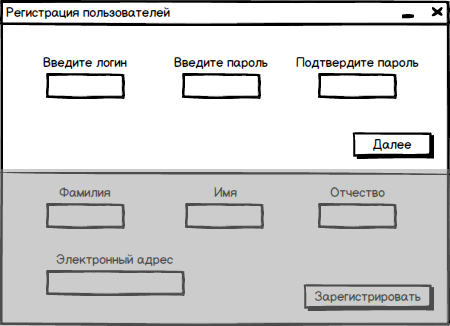 Регистрация пользователей
Введите логин Введите пароль Подтвердите пароль
Далее
Фамилия Имя Отчество
Электронный адрес
Зарегистрировать